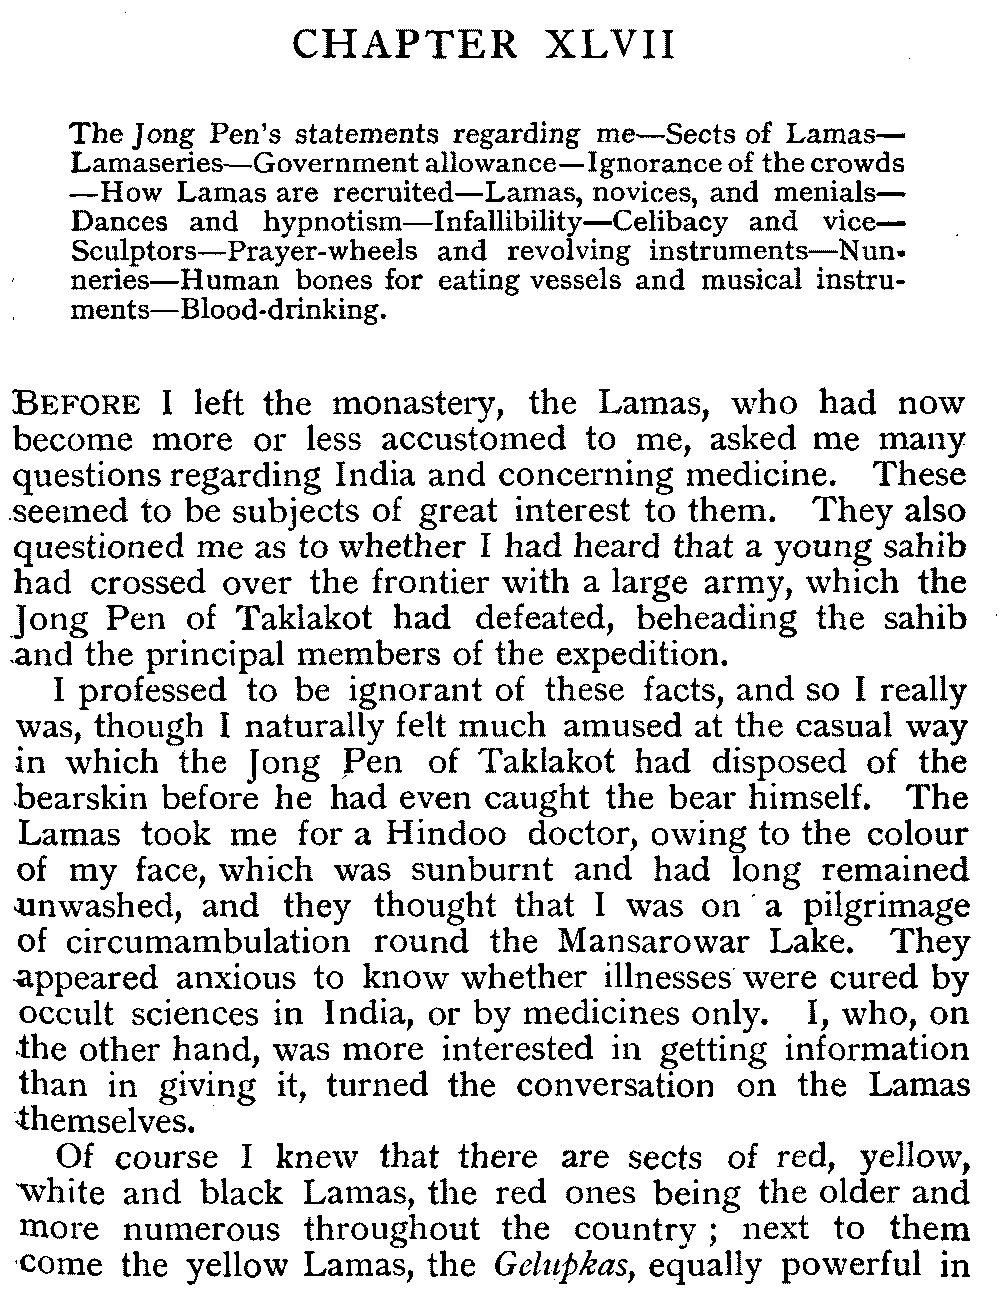 CHAPTER XLVII
The Jong Pen's statements regarding me—Sects of Lamas—
Lamaseries—Government allowance—Ignorance of the crowds
—How Lamas are recruited—Lamas, novices, and menials—
Dances and hypnotism—Infallibility—Celibacy and vice—
Sculptors—Prayer-wheels and revolving instruments—Nun-
neries—Human bones for eating vessels and musical instru-
ments—Blood-drinking.
BEFORE I left the monastery, the Lamas, who had now
become more or less accustomed to me, asked me many
questions regarding India and concerning medicine. These
seemed to be subjects of great interest to them. They also
questioned me as to whether I had heard that a young sahib
had crossed over the frontier with a large army, which the
Jong Pen of Taklakot had defeated, beheading the sahib
and the principal members of the expedition.
I professed to be ignorant of these facts, and so I really
was, though I naturally felt much amused at the casual way
in which the Jong Pen of Taklakot had disposed of the
bearskin before he had even caught the bear himself. The
Lamas took me for a Hindoo doctor, owing to the colour
of my face, which was sunburnt and had long remained
unwashed, and they thought that I was on a pilgrimage
of circumambulation round the Mansarowar Lake. They
appeared anxious to know whether illnesses were cured by
occult sciences in India, or by medicines only. I, who, on
the other hand, was more interested in getting information
than in giving it, turned the conversation on the Lamas
themselves.
Of course I knew that there are sects of red, yellow,
white and black Lamas, the red ones being the older and
more numerous throughout the country ; next to them
come the yellow Lamas, the Gelupkas, equally powerful in